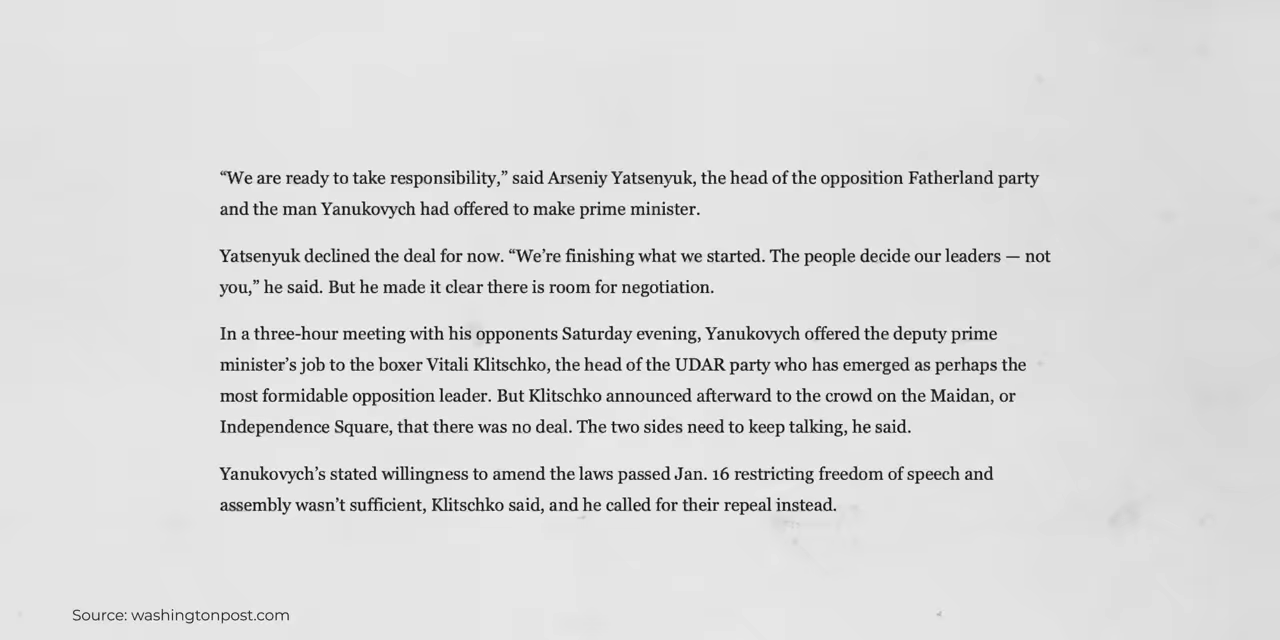 “We are ready to take responsibility,” said Arseniy Yatsenyuk, the head of the opposition Fatherland party
and the man Yanukovych had offered to make prime minister.
Yatsenyuk declined the deal for now. “We’re finishing what we started. The people decide our leaders — not
you,” he said. But he made it clear there is room for negotiation.
In a three-hour meeting with his opponents Saturday evening, Yanukovych offered the deputy prime
minister’s job to the boxer Vitali Klitschko, the head of the UDAR party who has emerged as perhaps the
most formidable opposition leader. But Klitschko announced afterward to the crowd on the Maidan, or
Independence Square, that there was no deal. The two sides need to keep talking, he said.
Yanukovych’s stated willingness to amend the laws passed Jan. 16 restricting freedom of speech and
assembly wasn’t sufficient, Klitschko said, and he called for their repeal instead.
Source: washingtonpost.com